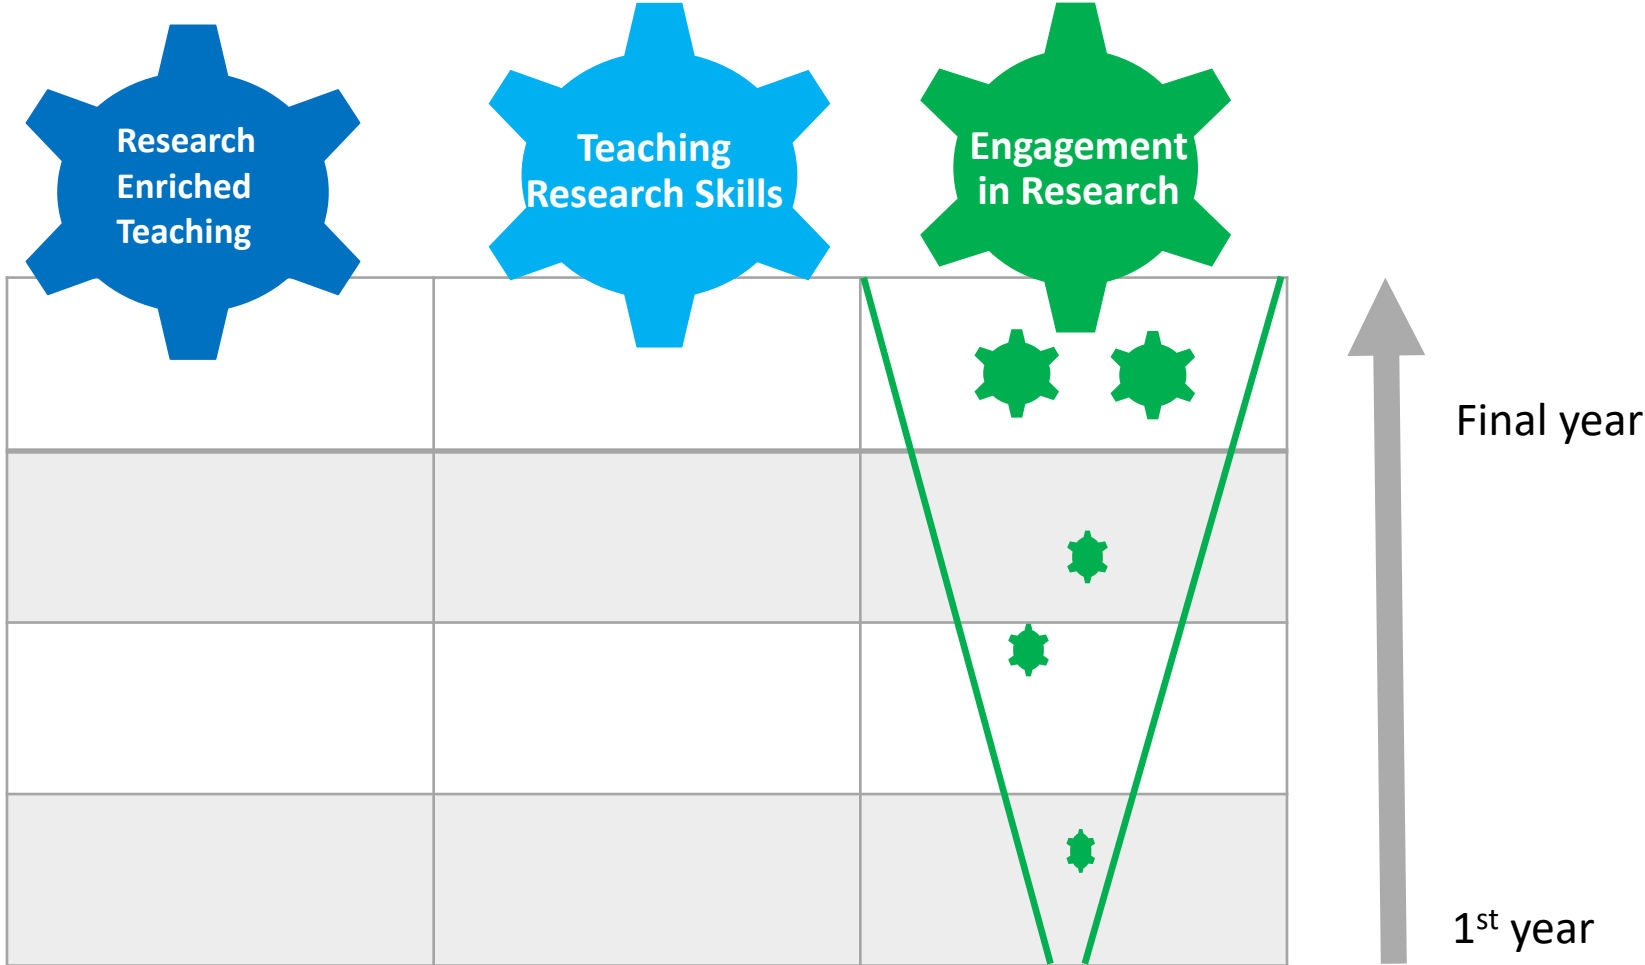 Research
Enriched
Teaching
Teaching
Research Skills
Engagement
in Research
Final year
1st year